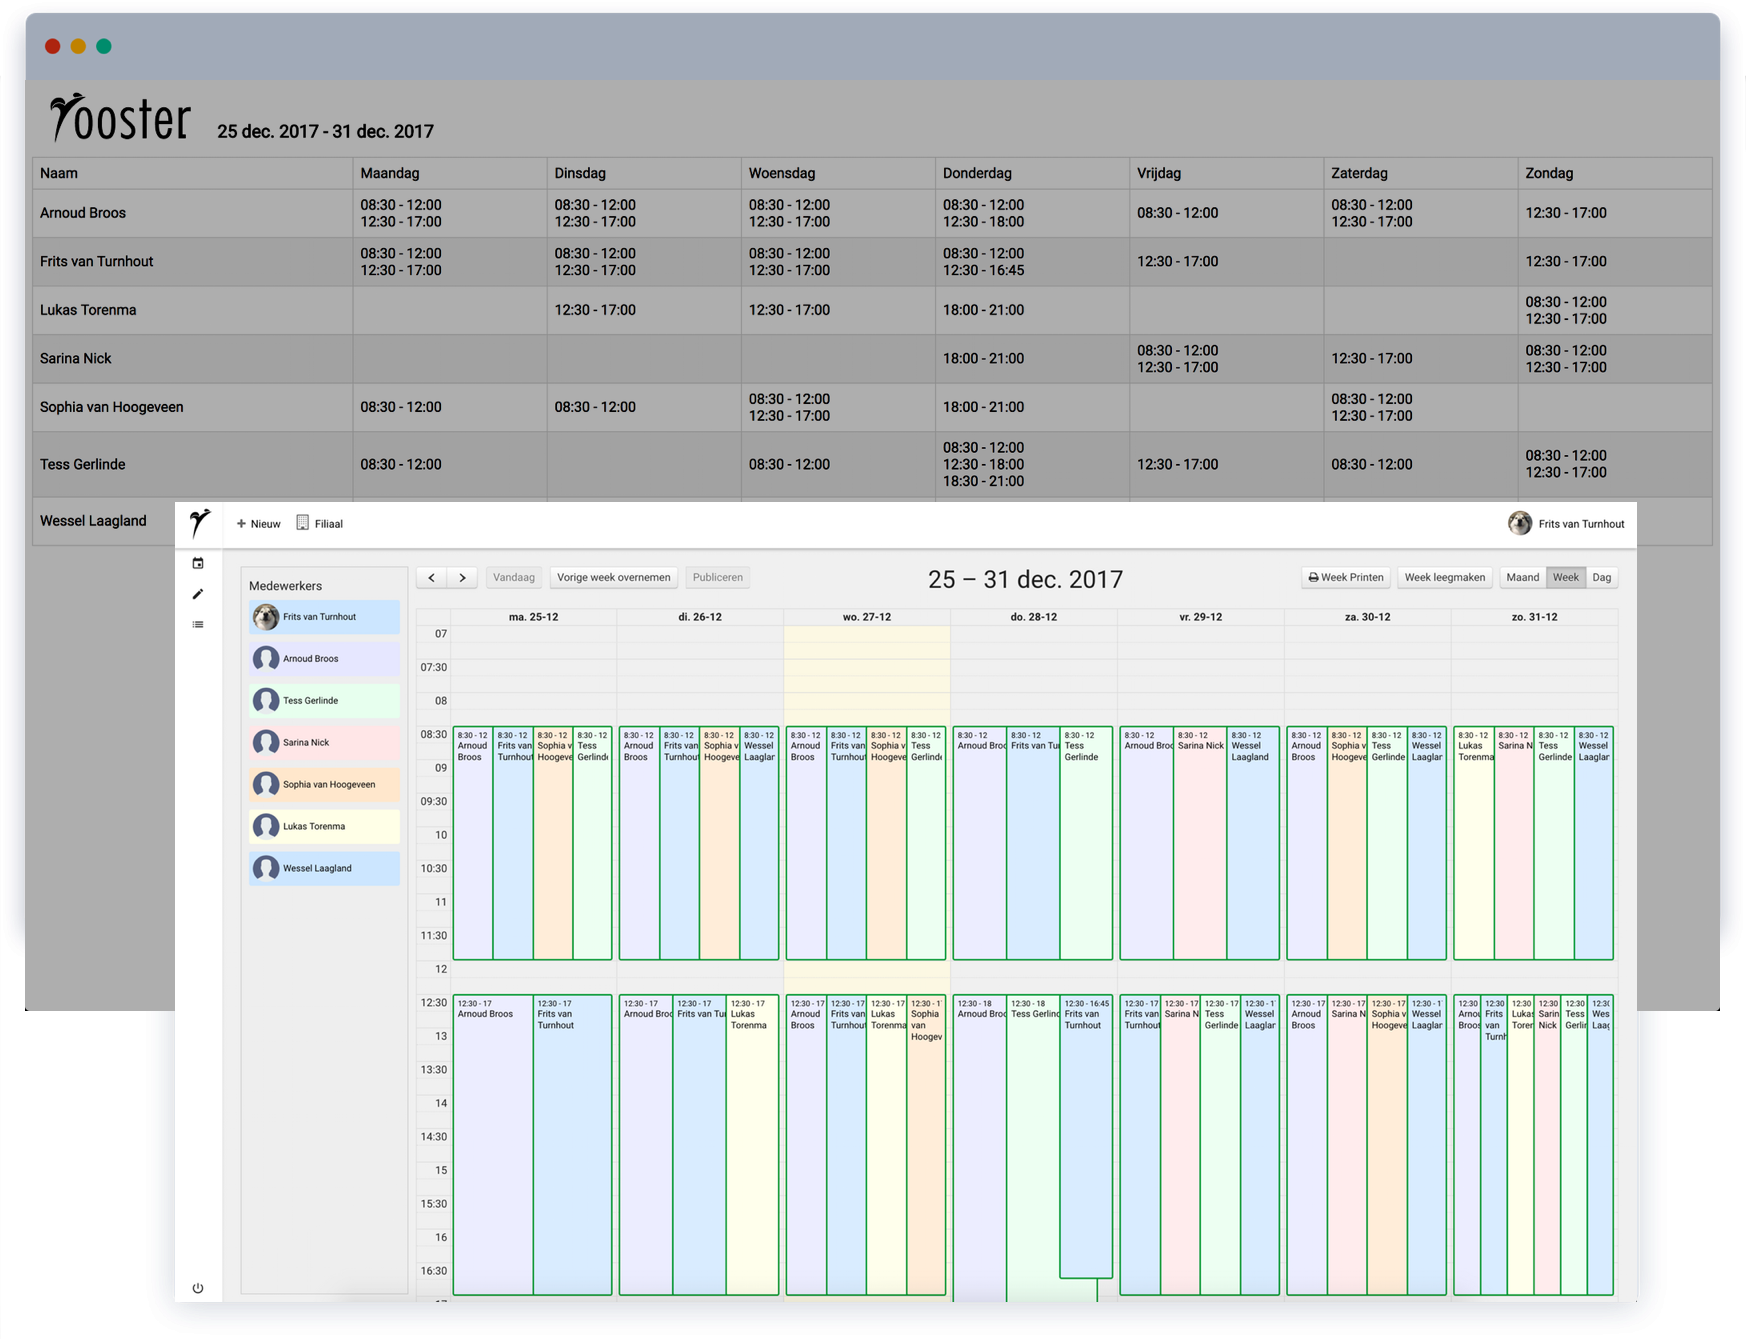 rooster 25 dec. 2017 - 31 dec. 2017
Naam Maandag Dinsdag Woensdag Donderdag Vrijdag Zaterdag Zondag
Arnoud Broos 08:30 - 12:00 12:30 - 17:00 08:30 - 12:00 12:30 - 17:00 08:30 - 12:00 12:30 - 17:00 08:30 - 12:00 12:30 - 18:00 08:30 - 12:00 08:30 - 12:00 12:30 - 17:00 12:30 - 17:00
Frits van Turnhout 08:30 - 12:00 12:30 - 17:00 08:30 - 12:00 12:30 - 17:00 08:30 - 12:00 12:30 - 17:00 08:30 - 12:00 12:30 - 16:45 12:30 - 17:00 12:30 - 17:00
Lukas Torenma 12:30 - 17:00 12:30 - 17:00 18:00 - 21:00 08:30 - 12:00 12:30 - 17:00
Sarina Nick 18:00 - 21:00 08:30 - 12:00 12:30 - 17:00 12:30 - 17:00 08:30 - 12:00 12:30 - 17:00
Sophia van Hoogeveen 08:30 - 12:00 08:30 - 12:00 08:30 - 12:00 12:30 - 17:00 18:00 - 21:00 08:30 - 12:00 12:30 - 17:00
Tess Gerlinde 08:30 - 12:00 08:30 - 12:00 08:30 - 12:00 12:30 - 18:00 18:30 - 21:00 12:30 - 17:00 08:30 - 12:00 08:30 - 12:00 12:30 - 17:00
Wessel Laagland
+ Nieuw Filiaal Frits van Turnhout
Medewerkers
Frits van Turnhout
Arnoud Broos
Tess Gerlinde
Sarina Nick
Sophia van Hoogeveen
Lukas Torenma
Wessel Laagland
Vandaag Vorige week overnemen Publiceren 25 – 31 dec. 2017 Week Printen Week leegmaken Maand Week Dag
ma. 25-12 di. 26-12 wo. 27-12 do. 28-12 vr. 29-12 za. 30-12 zo. 31-12
07
07:30
08
08:30
8:30 - 12 Arnoud Broos
8:30 - 12 Frits van Turnhout
8:30 - 12 Sophia v Hoogeve
8:30 - 12 Tess Gerlinde
8:30 - 12 Arnoud Broos
8:30 - 12 Frits van Turnhout
8:30 - 12 Sophia v Hoogeve
8:30 - 12 Wessel Laaglar
8:30 - 12 Arnoud Broos
8:30 - 12 Frits van Turnhout
8:30 - 12 Sophia v Hoogeve
8:30 - 12 Tess Gerlinde
8:30 - 12 Arnoud Broo
8:30 - 12 Frits van Tu
8:30 - 12 Tess Gerlinde
8:30 - 12 Arnoud Broo
8:30 - 12 Sarina Nick
8:30 - 12 Wessel Laagland
8:30 - 12 Arnoud Broos
8:30 - 12 Sophia v Hoogeve
8:30 - 12 Tess Gerlinde
8:30 - 12 Wessel Laaglar
8:30 - 12 Lukas Torenma
8:30 - 12 Sarina N
8:30 - 12 Tess Gerlinde
8:30 - 12 Wessel Laaglar
09
09:30
10
10:30
11
11:30
12
12:30
12:30 - 17 Arnoud Broos
12:30 - 17 Frits van Turnhout
12:30 - 17 Arnoud Broo
12:30 - 17 Frits van Tu
12:30 - 17 Lukas Torenma
12:30 - 17 Arnoud Broos
12:30 - 17 Frits van Turnhout
12:30 - 17 Lukas Torenma
12:30 - 1 Sophia van Hoogev
12:30 - 18 Arnoud Broo
12:30 - 18 Tess Gerlind
12:30 - 16:45 Frits van Turnhout
12:30 - 17 Frits van Turnhout
12:30 - 17 Sarina N
12:30 - 17 Tess Gerlinde
12:30 - 1 Wessel Laaglar
12:30 - 17 Arnoud Broos
12:30 - 17 Sarina N
12:30 - 17 Sophia v Hoogeve
12:30 - 1 Wessel Laaglar
12:30 Arnou Broos
12:30 Frits van Turnh
12:30 Lukas Toren
12:30 Sarin Nick
12:30 Tess Gerlin
12:30 Wes Laag
13
13:30
14
14:30
15
15:30
16
16:30